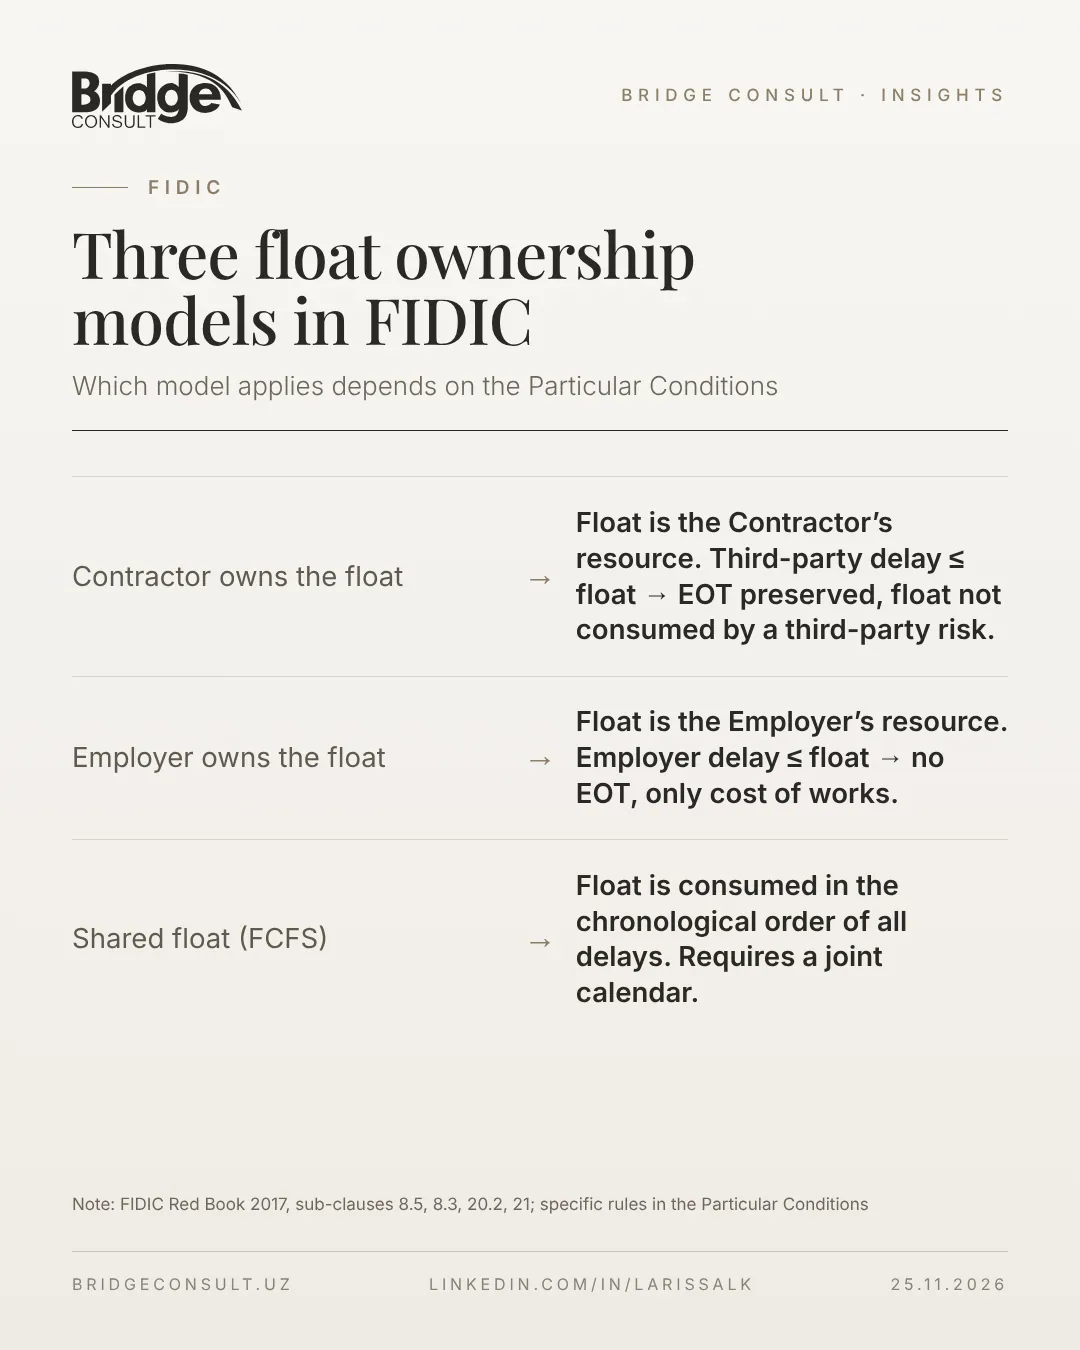 Bridge
CONSULT
BRIDGE CONSULT · INSIGHTS
FIDIC
Three float ownership
models in FIDIC
Which model applies depends on the Particular Conditions
Contractor owns the float
→
Float is the Contractor’s
resource. Third-party delay ≤
float → EOT preserved, float not
consumed by a third-party risk.
Employer owns the float
→
Float is the Employer’s resource.
Employer delay ≤ float → no
EOT, only cost of works.
Shared float (FCFS)
→
Float is consumed in the
chronological order of all
delays. Requires a joint
calendar.
Note: FIDIC Red Book 2017, sub-clauses 8.5, 8.3, 20.2, 21; specific rules in the Particular Conditions
BRIDGECONSULT.UZ
LINKEDIN.COM/IN/LARISSALK
25.11.2026